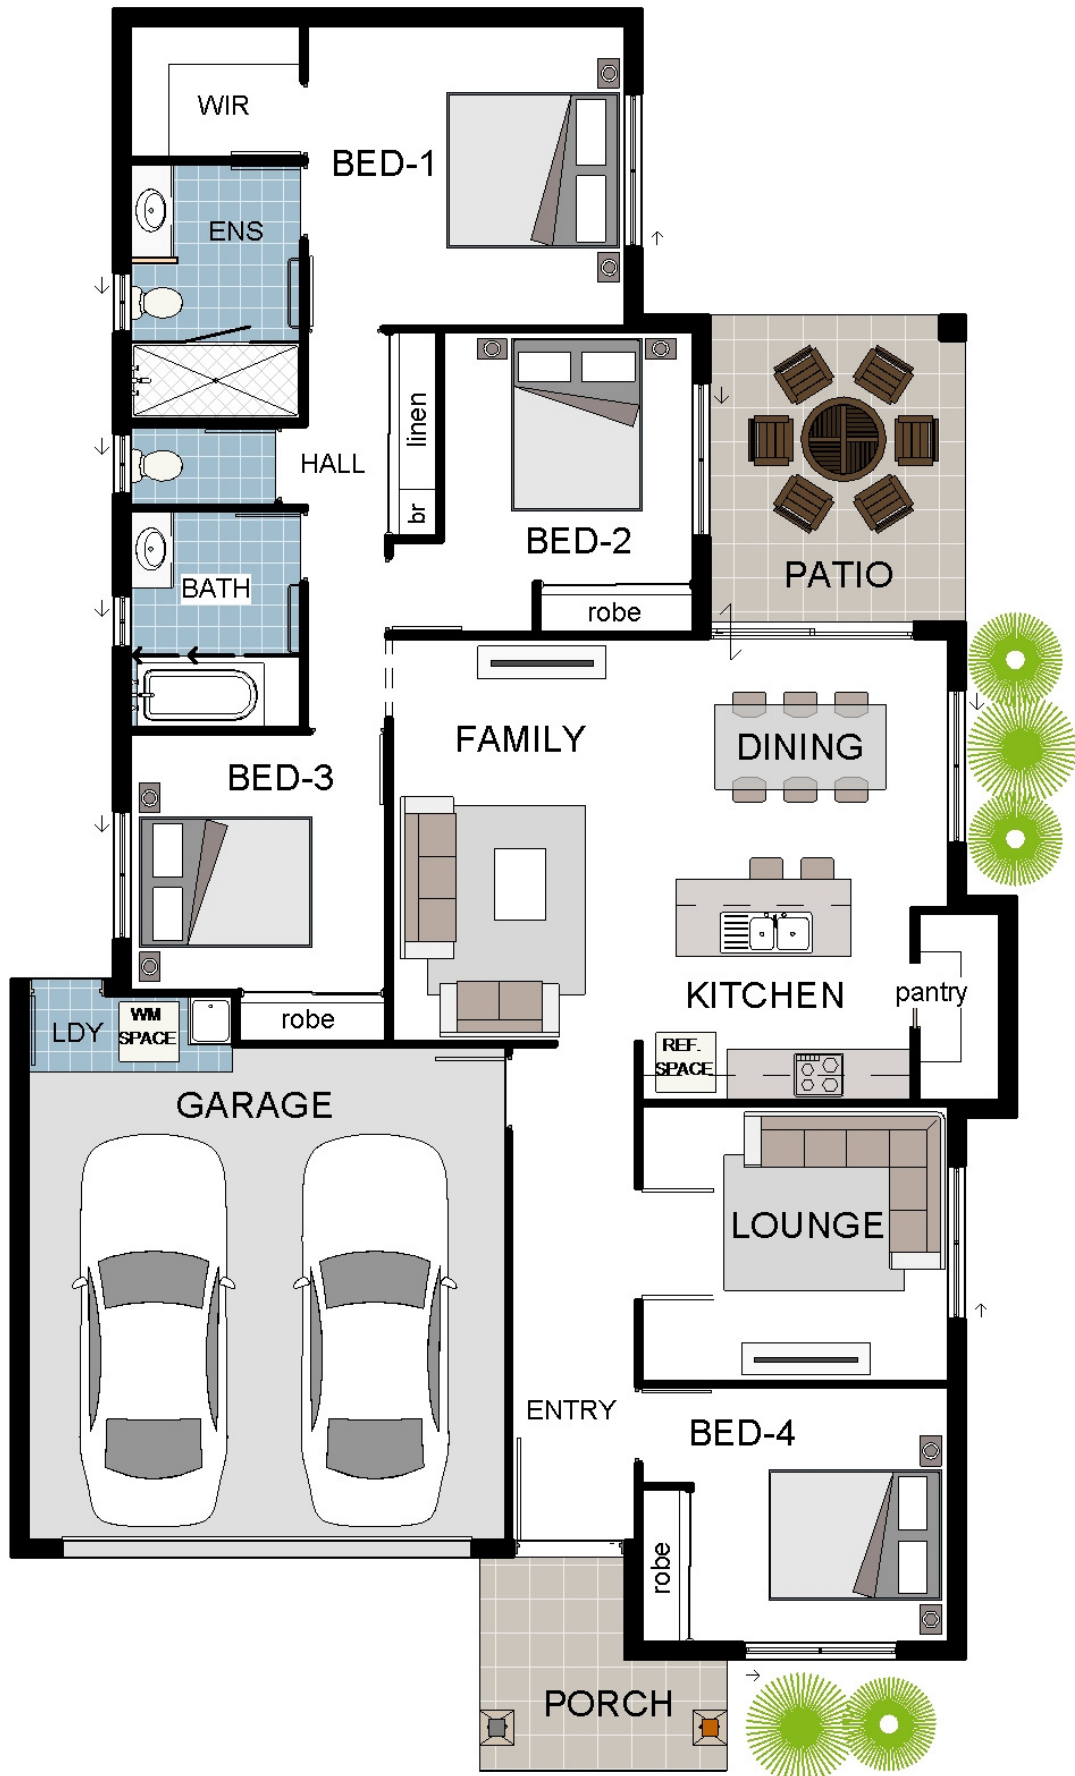 WIR
BED-1
ENS
linen
br
HALL
BED-2
PATIO
BATH
robe
FAMILY
DINING
BED-3
KITCHEN
pantry
LDY
WM
SPACE
robe
REF.
SPACE
GARAGE
LOUNGE
ENTRY
BED-4
robe
PORCH